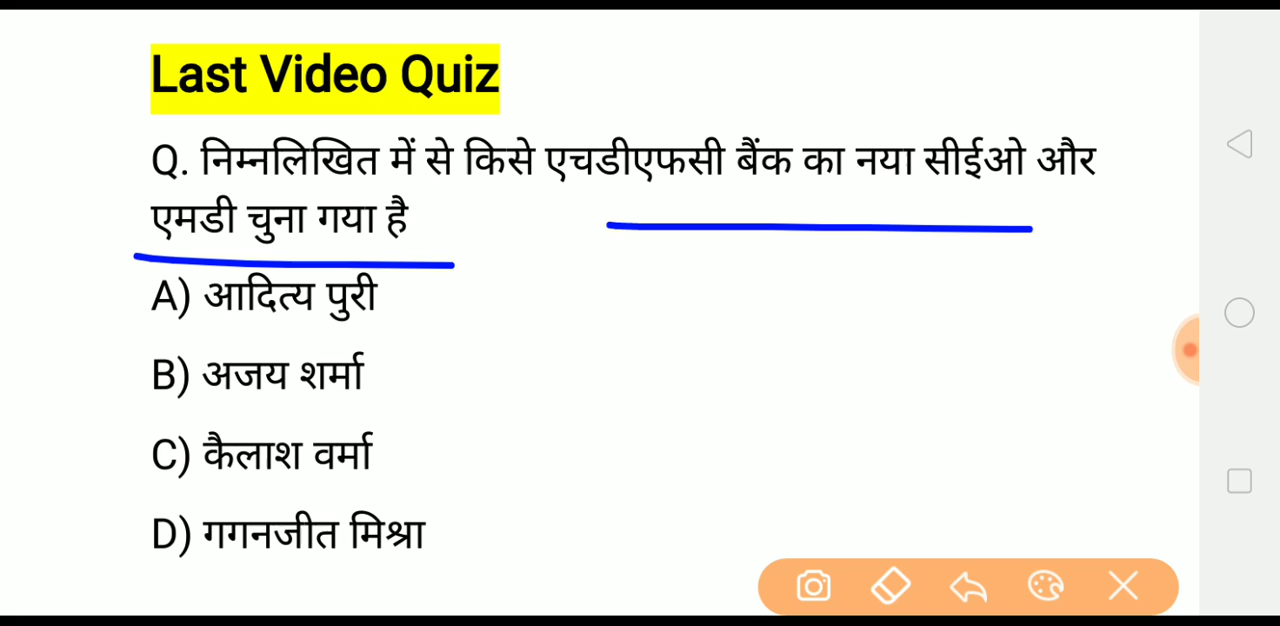 Last Video Quiz
Q. निम्नलिखित में से किसे एचडीएफसी बैंक का नया सीईओ और
एमडी चुना गया है
A) आदित्य पुरी
B) अजय शर्मा
C) कैलाश वर्मा
D) गगनजीत मिश्रा